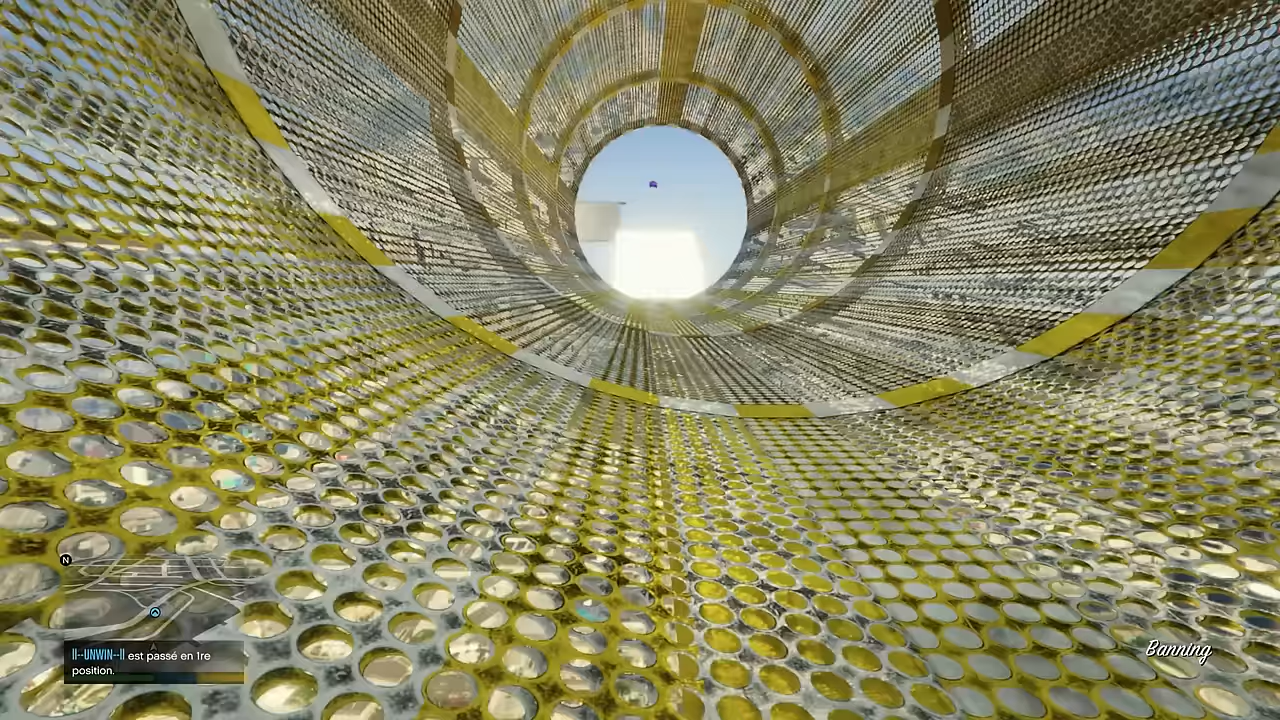 N
II--UNWIN--II est passé en 1re
position.
Banning